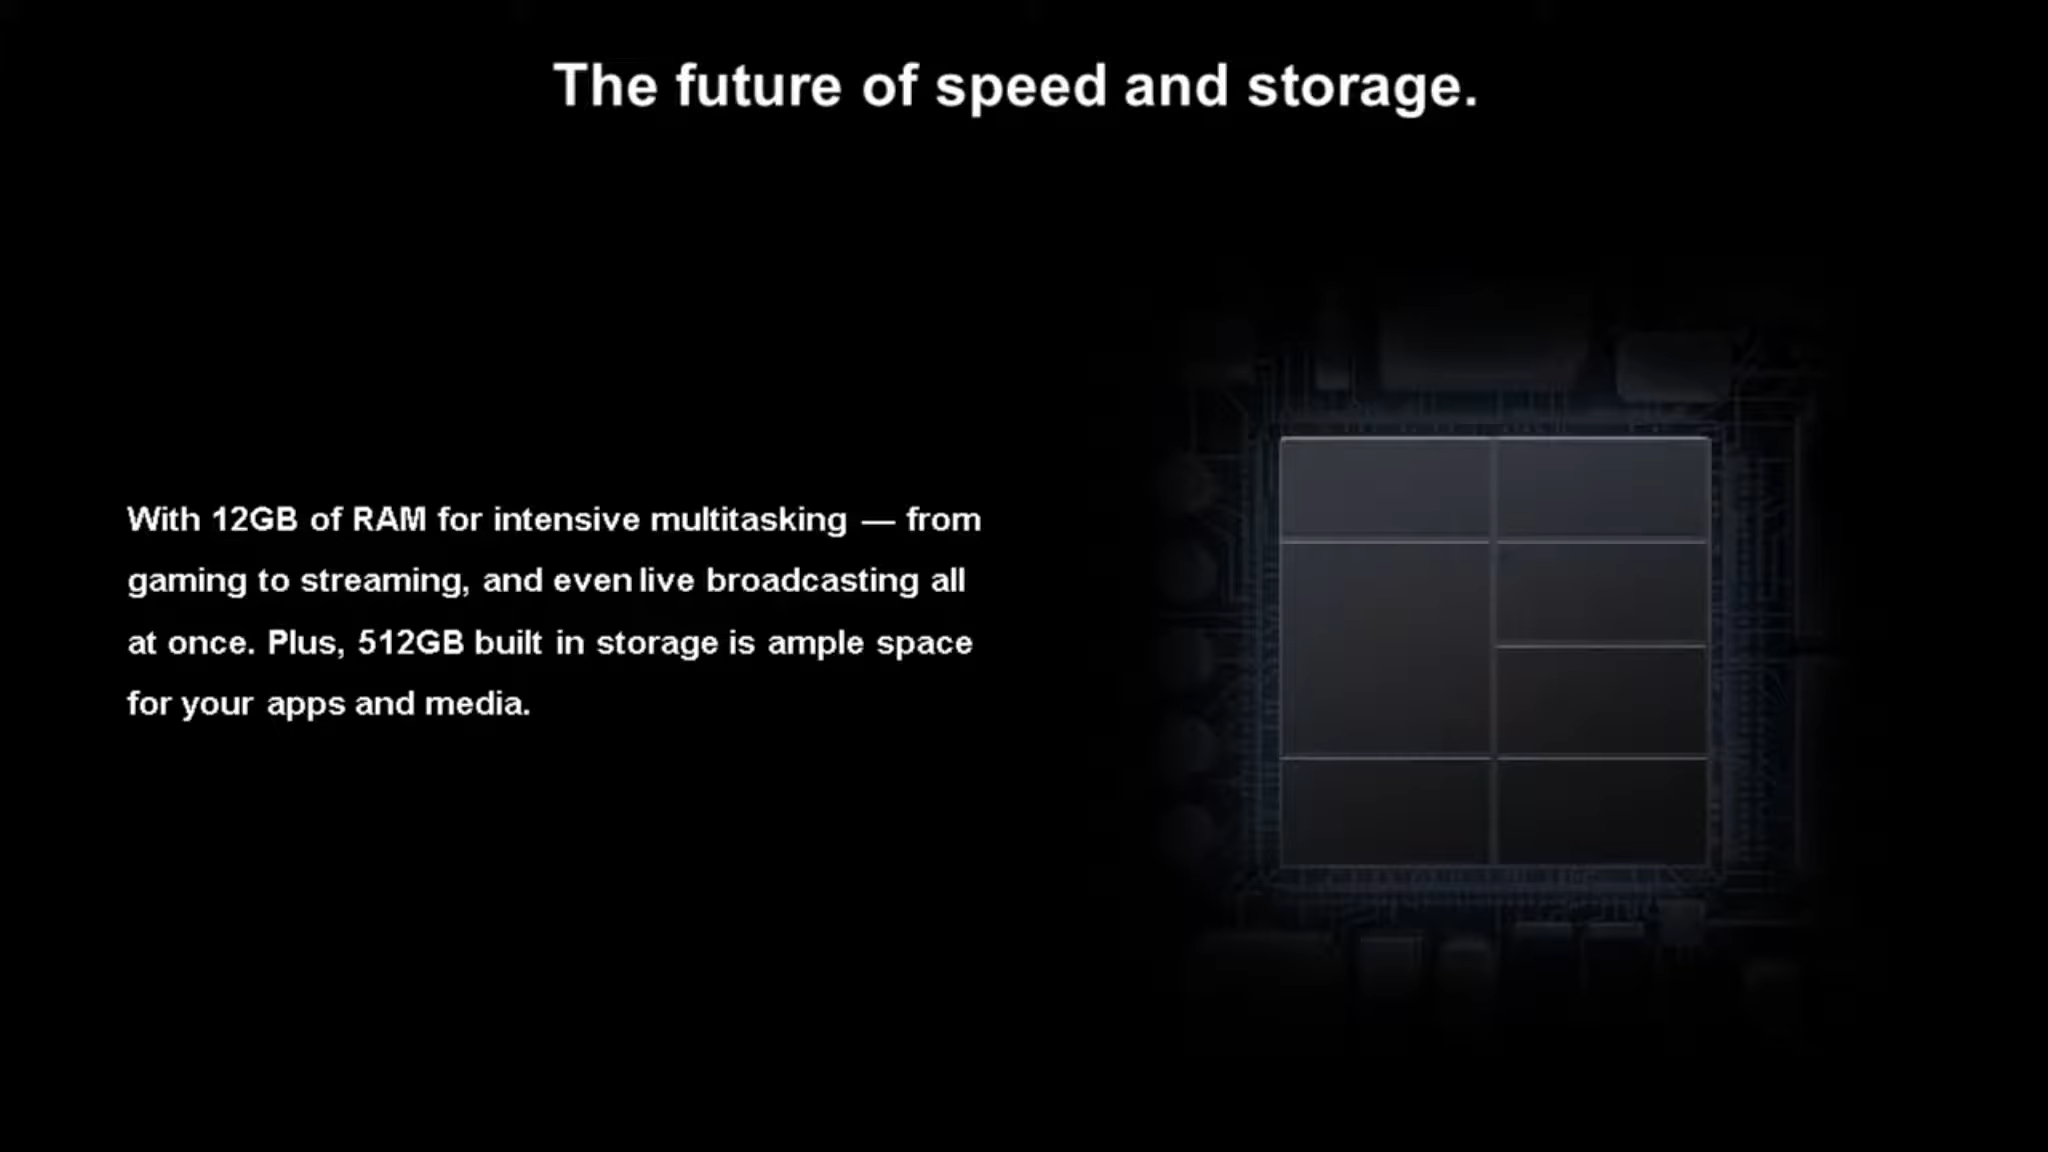 The future of speed and storage.
With 12GB of RAM for intensive multitasking — from
gaming to streaming, and even live broadcasting all
at once. Plus, 512GB built in storage is ample space
for your apps and media.